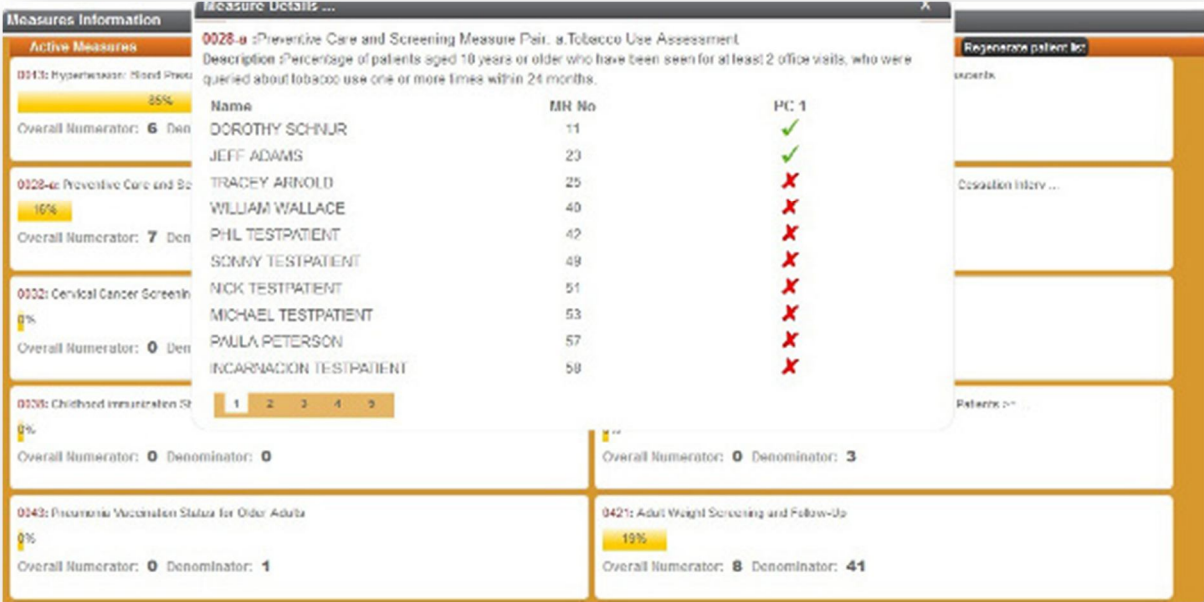 Measures Information
Measure Details ...
X
Active Measures
Regenerate patient list
0028-a :Preventive Care and Screening Measure Pair: a.Tobacco Use Assessment
Description :Percentage of patients aged 18 years or older who have been seen for at least 2 office visits, who were
queried about tobacco use one or more times within 24 months.
Name MR No PC 1
DOROTHY SCHNUR 11
JEFF ADAMS 23
TRACEY ARNOLD 25
WILLIAM WALLACE 40
PHIL TESTPATIENT 42
SONNY TESTPATIENT 49
NICK TESTPATIENT 51
MICHAEL TESTPATIENT 53
PAULA PETERSON 57
INCARNACION TESTPATIENT 58
1 2 3 4 5
0013: Hypertension: Blood Press
85%
Overall Numerator: 6 Den
0028-a: Preventive Care and Sc
16%
Overall Numerator: 7 Den
Cessation Interv ...
0032: Cervical Cancer Screenin
0%
Overall Numerator: 0 Den
0038: Childhood immunization St
0%
Overall Numerator: 0 Denominator: 0
Patients >= ...
0%
Overall Numerator: 0 Denominator: 3
0043: Pneumonia Vaccination Status for Older Adults
0%
Overall Numerator: 0 Denominator: 1
0421: Adult Weight Screening and Follow-Up
19%
Overall Numerator: 8 Denominator: 41